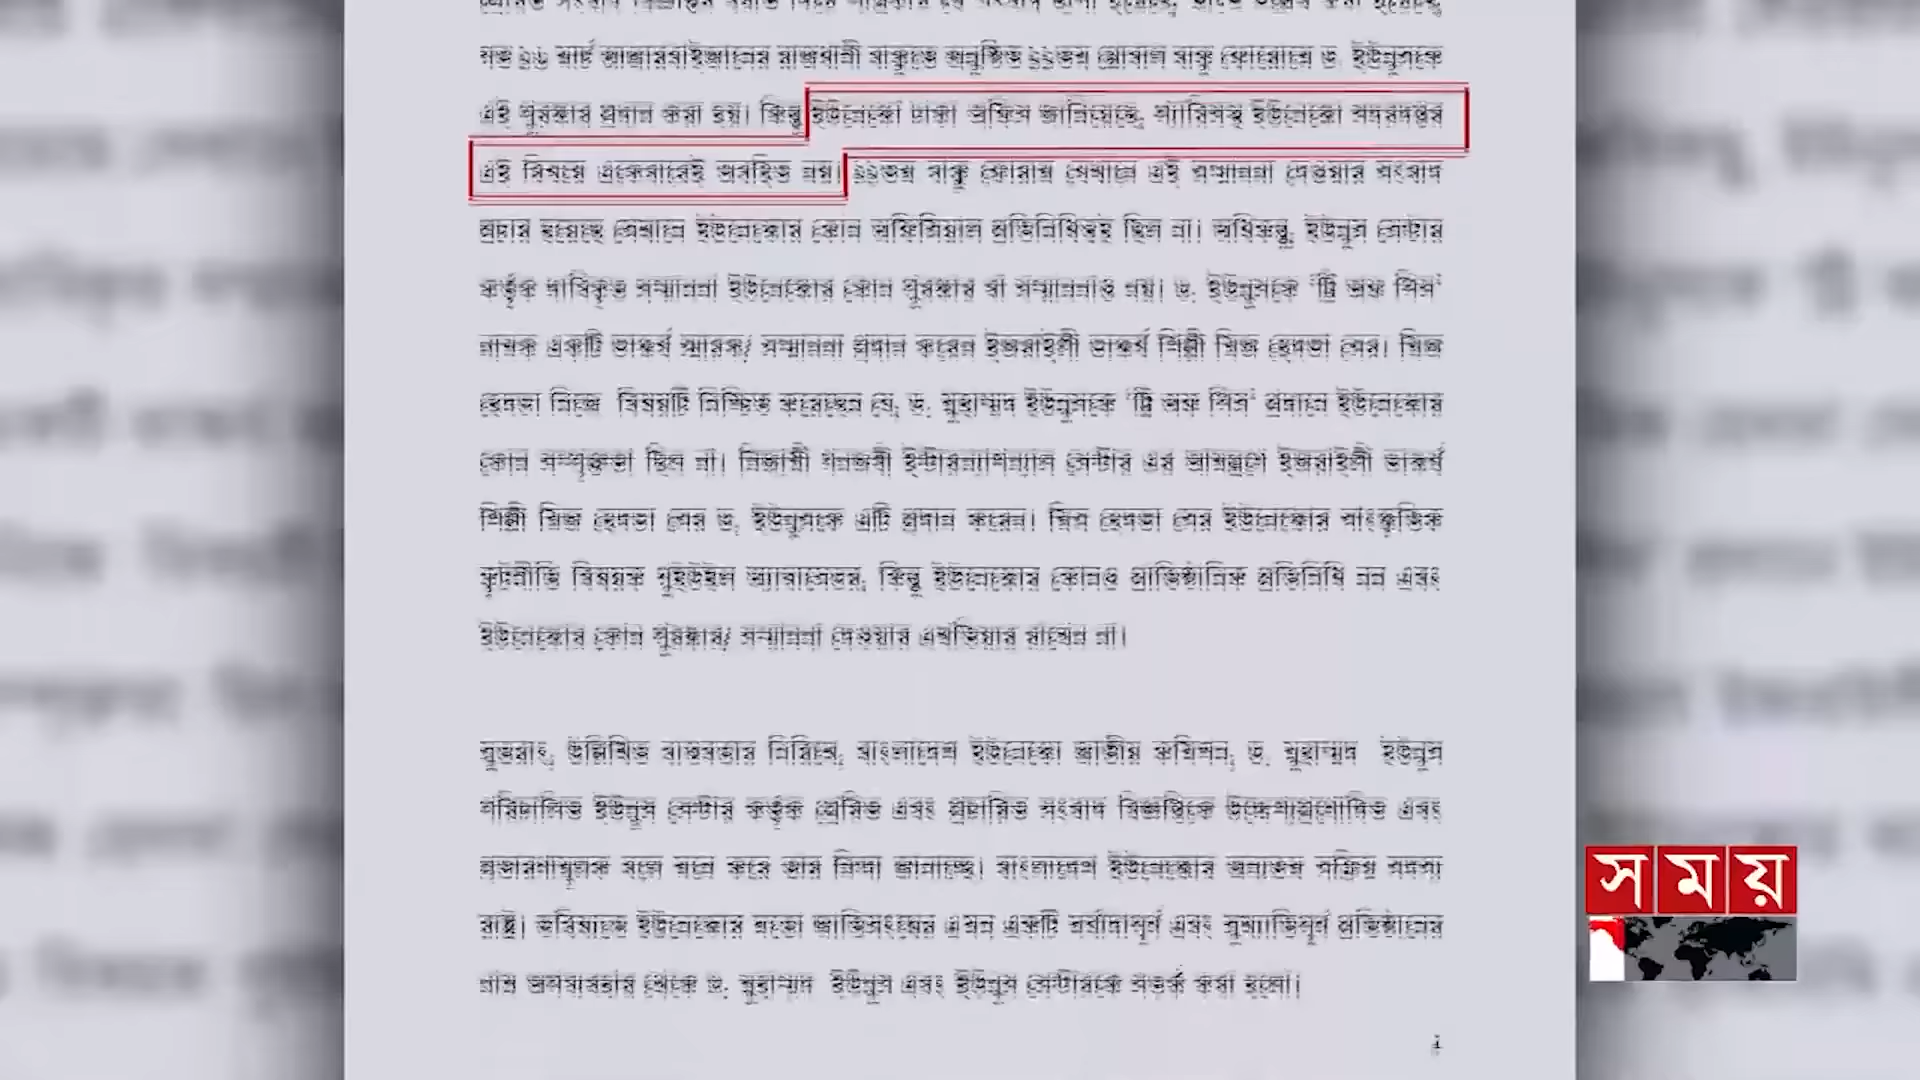 গত ১৬ মার্চ আজারবাইজানের রাজধানী বাকুতে অনুষ্ঠিত ১১তম গ্লোবাল বাকু ফোরামে ড. ইউনূসকে
এই পুরস্কার প্রদান করা হয়। কিন্তু ইউনেস্কো ঢাকা অফিস জানিয়েছে, প্যারিসস্থ ইউনেস্কো সদরদপ্তর
এই বিষয়ে একেবারেই অবহিত নয়। ১১তম বাকু ফোরাম যেখানে এই সম্মাননা দেওয়ার সংবাদ
প্রচার হয়েছে সেখানে ইউনেস্কোর কোন অফিসিয়াল প্রতিনিধিত্বই ছিল না। অধিকন্তু, ইউনূস সেন্টার
কর্তৃক দাবিকৃত সম্মাননা ইউনেস্কোর কোন পুরস্কার বা সম্মাননাও নয়। ড. ইউনূসকে 'ট্রি অফ পিস'
নামক একটি ভাস্কর্য স্মারক/ সম্মাননা প্রদান করেন ইজরাইলী ভাস্কর্য শিল্পী মিজ হেদভা সের। মিজ
হেদভা নিজে বিষয়টি নিশ্চিত করেছেন যে, ড. মুহাম্মদ ইউনূসকে 'ট্রি অফ পিস' প্রদানে ইউনেস্কোর
কোন সম্পৃক্ততা ছিল না। নিজামী গনজবী ইন্টারন্যাশন্যাল সেন্টার এর আমন্ত্রণে ইজরাইলী ভাস্কর্য
শিল্পী মিজ হেদভা সের ড. ইউনূসকে এটি প্রদান করেন। মিস হেদভা সের ইউনেস্কোর সাংস্কৃতিক
কূটনীতি বিষয়ক গুইউইল অ্যাম্বাসেডর, কিন্তু ইউনেস্কোর কোনও প্রাতিষ্ঠানিক প্রতিনিধি নন এবং
ইউনেস্কোর কোন পুরস্কার/ সম্মাননা দেওয়ার এখতিয়ার রাখেন না।
সুতরাং, উল্লিখিত বাস্তবতার নিরিখে, বাংলাদেশ ইউনেস্কো জাতীয় কমিশন, ড. মুহাম্মদ ইউনূস
পরিচালিত ইউনূস সেন্টার কর্তৃক প্রেরিত এবং প্রচারিত সংবাদ বিজ্ঞপ্তিকে উদ্দেশ্যপ্রণোদিত এবং
প্রতারণামূলক বলে মনে করে তার নিন্দা জানাচ্ছে। বাংলাদেশ ইউনেস্কোর অন্যতম সক্রিয় সদস্য
রাষ্ট্র। ভবিষ্যতে ইউনেস্কোর মতো জাতিসংঘের এমন একটি মর্যাদাপূর্ণ এবং সুখ্যাতিপূর্ণ প্রতিষ্ঠানের
নাম অপব্যবহার থেকে ড. মুহাম্মদ ইউনূস এবং ইউনূস সেন্টারকে সতর্ক করা হলো।
সময়